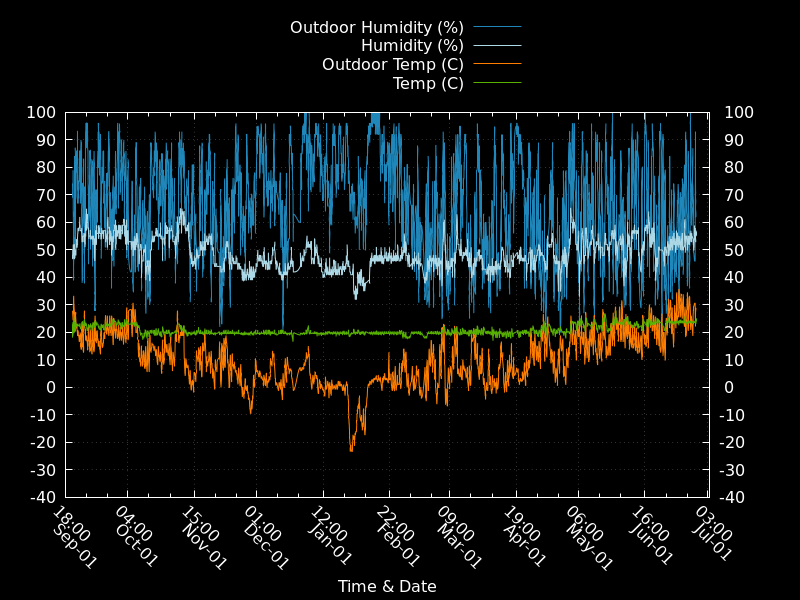 Outdoor Humidity (%)
Humidity (%)
Outdoor Temp (C)
Temp (C)
100 100
90 90
80 80
70 70
60 60
50 50
40 40
30 30
20 20
10 10
0 0
-10 -10
-20 -20
-30 -30
-40 -40
18:00 04:00 15:00 01:00 12:00 22:00 09:00 19:00 06:00 16:00 03:00
Sep-01 Oct-01 Nov-01 Dec-01 Jan-01 Feb-01 Mar-01 Apr-01 May-01 Jun-01 Jul-01
Time & Date